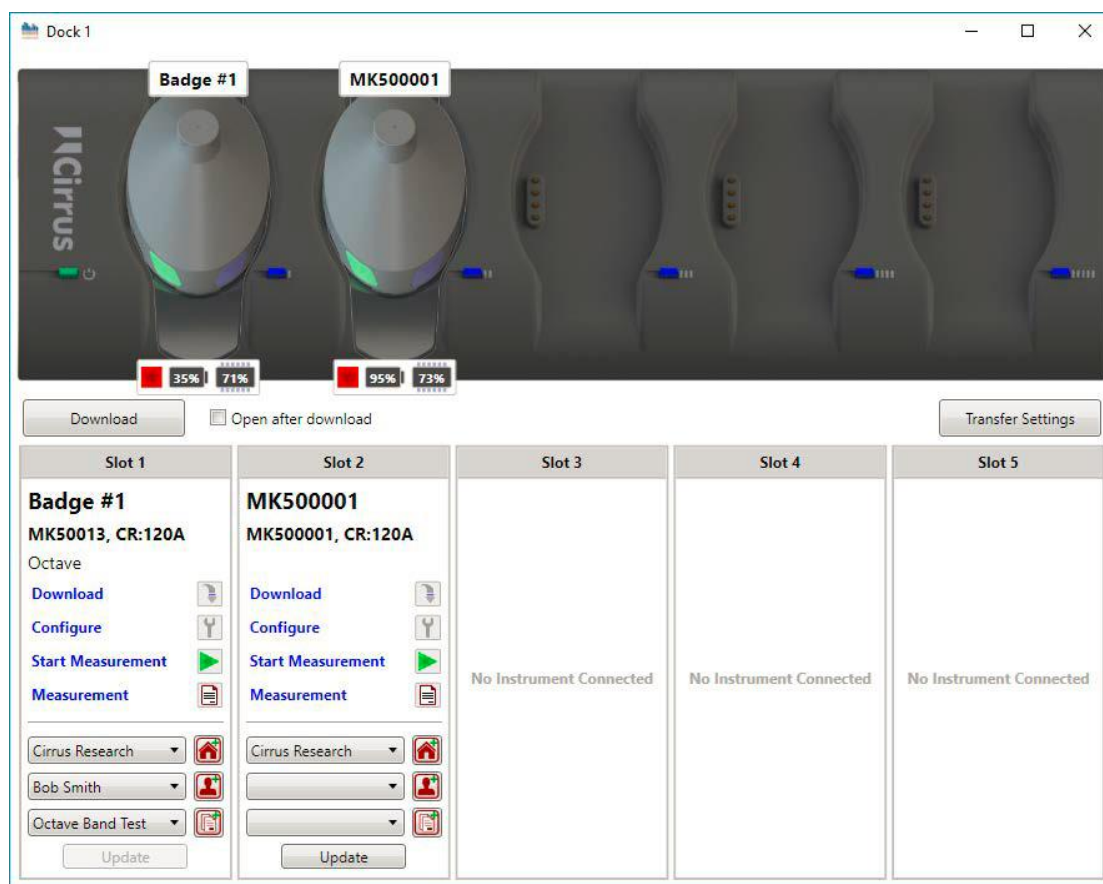 Dock 1
Badge #1
MK500001
Cirrus
35%
71%
95%
73%
Download
Open after download
Transfer Settings
Slot 1
Slot 2
Slot 3
Slot 4
Slot 5
Badge #1
MK50013, CR:120A
Octave
Download
Configure
Start Measurement
Measurement
Cirrus Research
Bob Smith
Octave Band Test
Update
MK500001
MK500001, CR:120A
Download
Configure
Start Measurement
Measurement
Cirrus Research
Update
No Instrument Connected
No Instrument Connected
No Instrument Connected